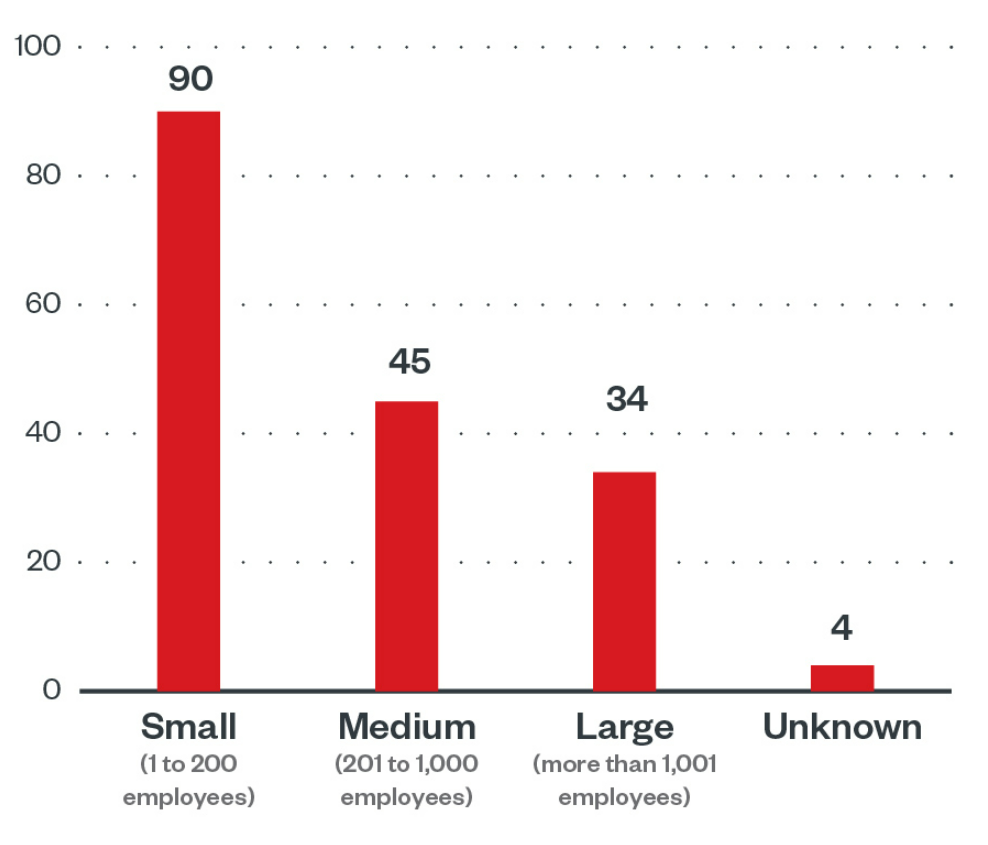 100
90
80
60
45
34
40
20
4
0
Small
(1 to 200
employees)
Medium
(201 to 1,000
employees)
Large
(more than 1,001
employees)
Unknown